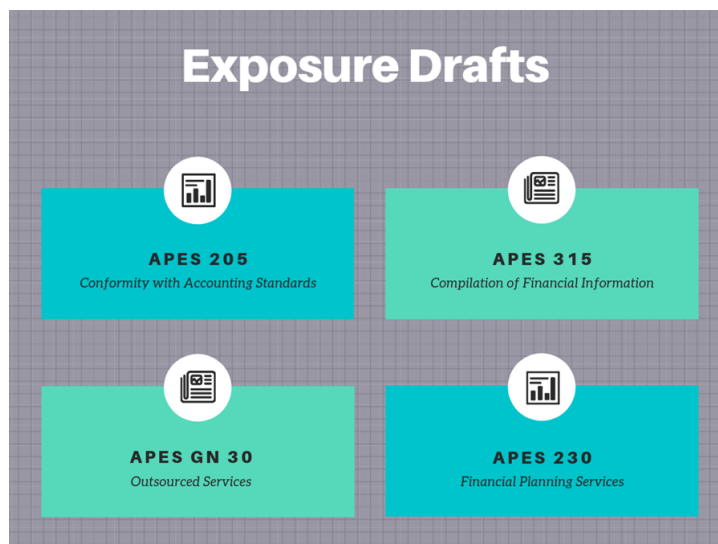 Exposure Drafts
APES 205
Conformity with Accounting Standards
APES 315
Compilation of Financial Information
APES GN 30
Outsourced Services
APES 230
Financial Planning Services